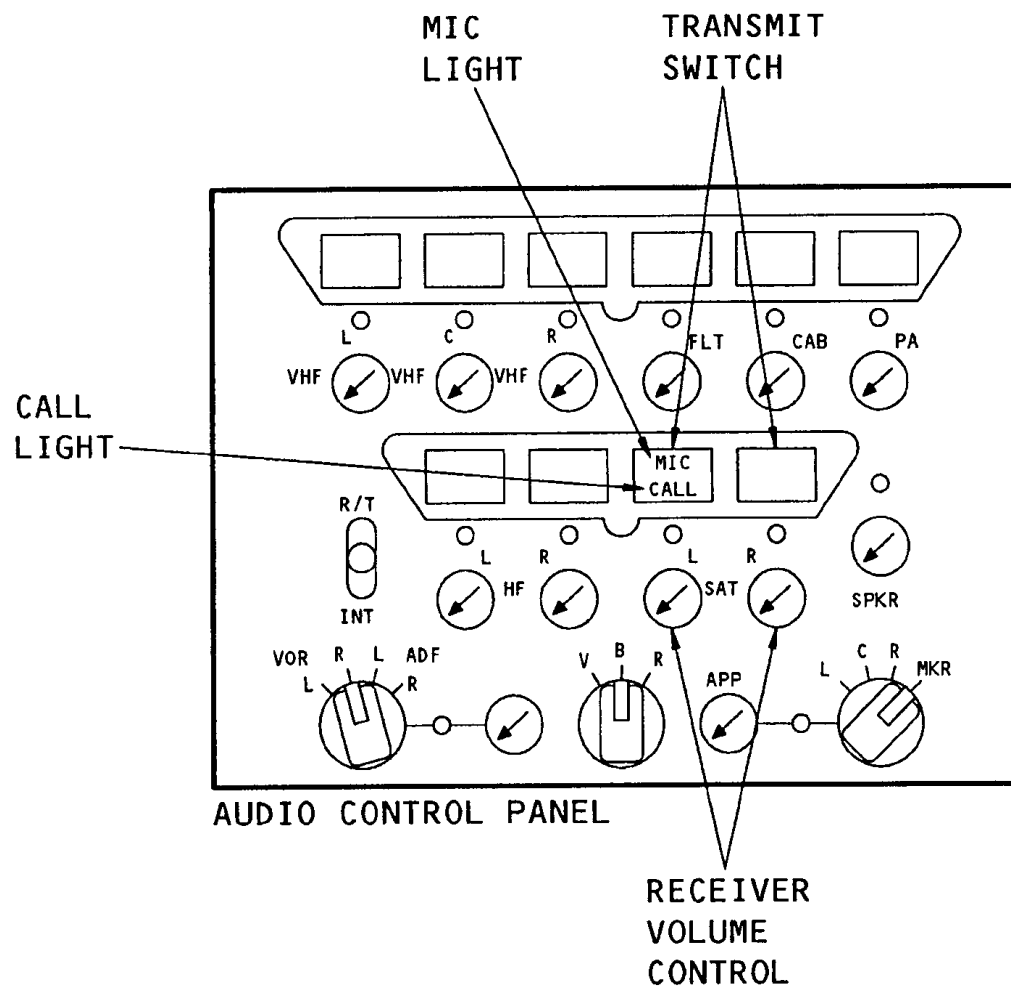 MIC
LIGHT
TRANSMIT
SWITCH
L C R FLT CAB PA
VHF VHF VHF
CALL
LIGHT
MIC
CALL
R/T
INT
L R L R
HF SAT
SPKR
VOR L R L ADF R
V B R
APP
L C R MKR
AUDIO CONTROL PANEL
RECEIVER
VOLUME
CONTROL